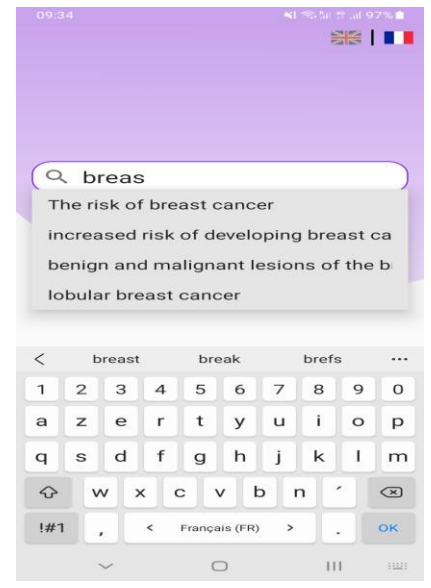 09:34 97%
breas
The risk of breast cancer
increased risk of developing breast ca
benign and malignant lesions of the b
lobular breast cancer
< breast break brefs ...
1 2 3 4 5 6 7 8 9 0
a z e r t y u i o p
q s d f g h j k l m
w x c v b n ´
!#1 , < Français (FR) > . OK